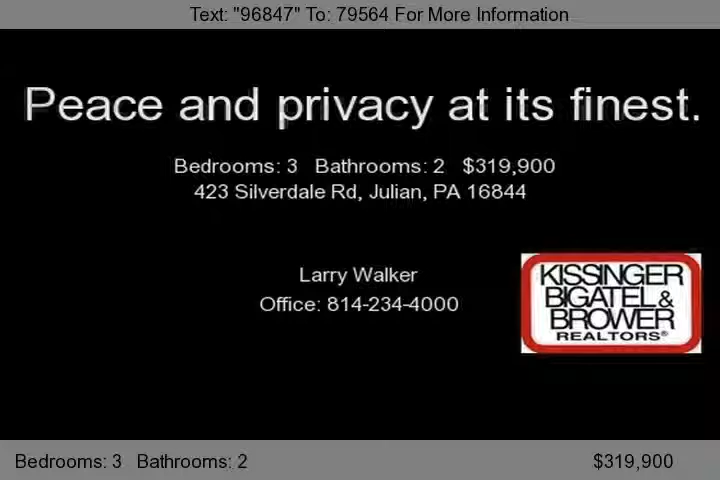 Text: "96847" To: 79564 For More Information
Peace and privacy at its finest.
Bedrooms: 3 Bathrooms: 2 $319,900
423 Silverdale Rd, Julian, PA 16844
Larry Walker
Office: 814-234-4000
KISSINGER
BIGATEL &
BROWER
REALTORS®
Bedrooms: 3 Bathrooms: 2 $319,900